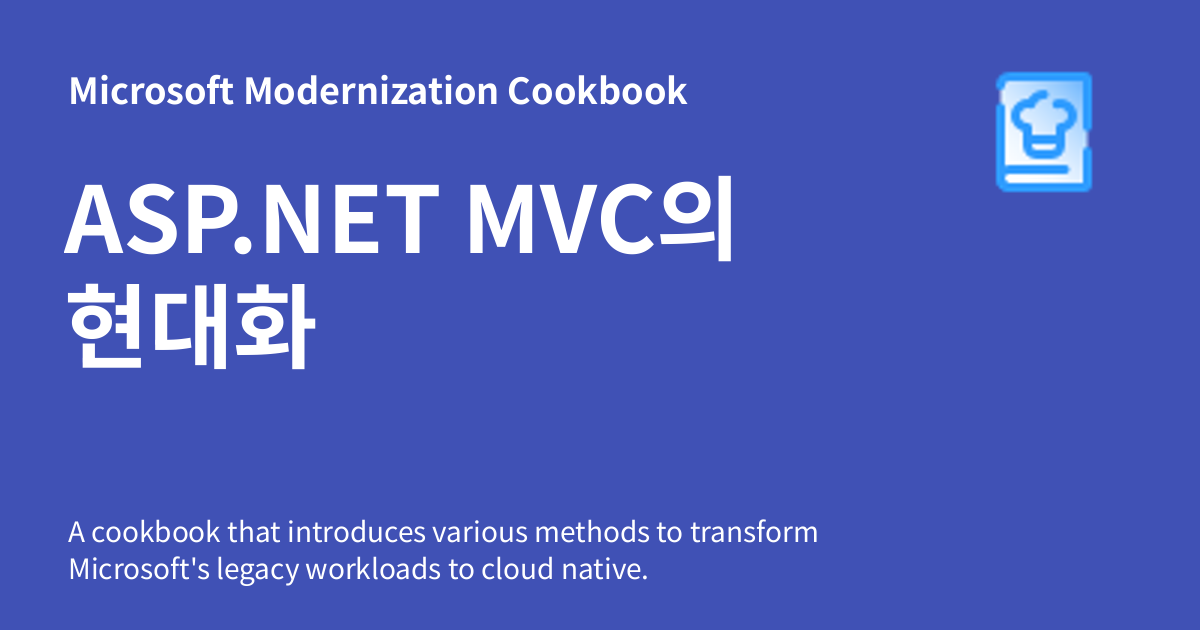 Microsoft Modernization Cookbook
ASP.NET MVC의
현대화
A cookbook that introduces various methods to transform
Microsoft's legacy workloads to cloud native.